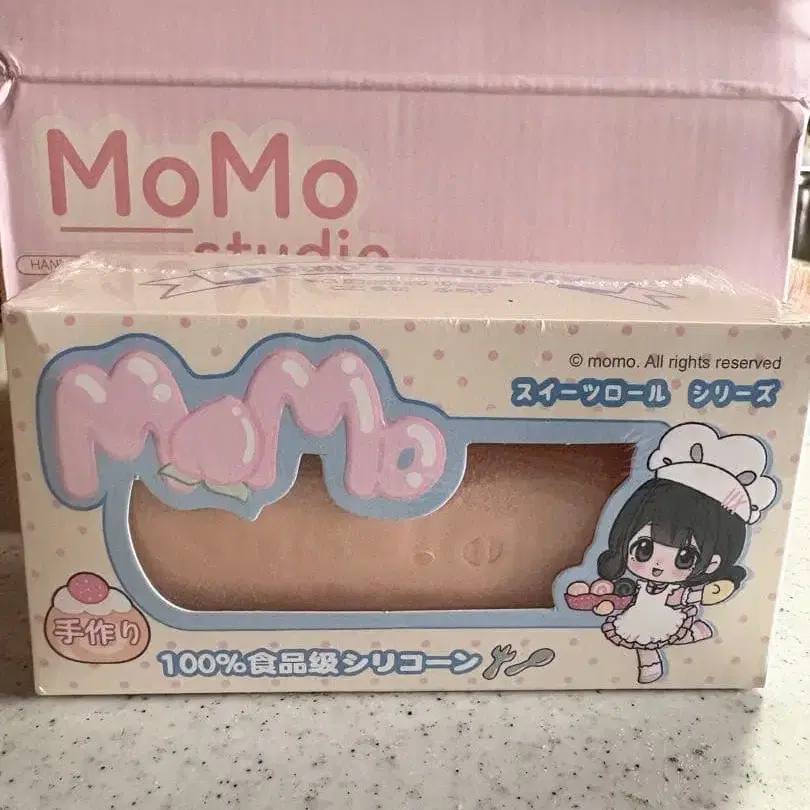 MoMo
studio
HAN
© momo. All rights reserved
MoMo
スイーツロール シリーズ
手作り
100%食品级シリコーン